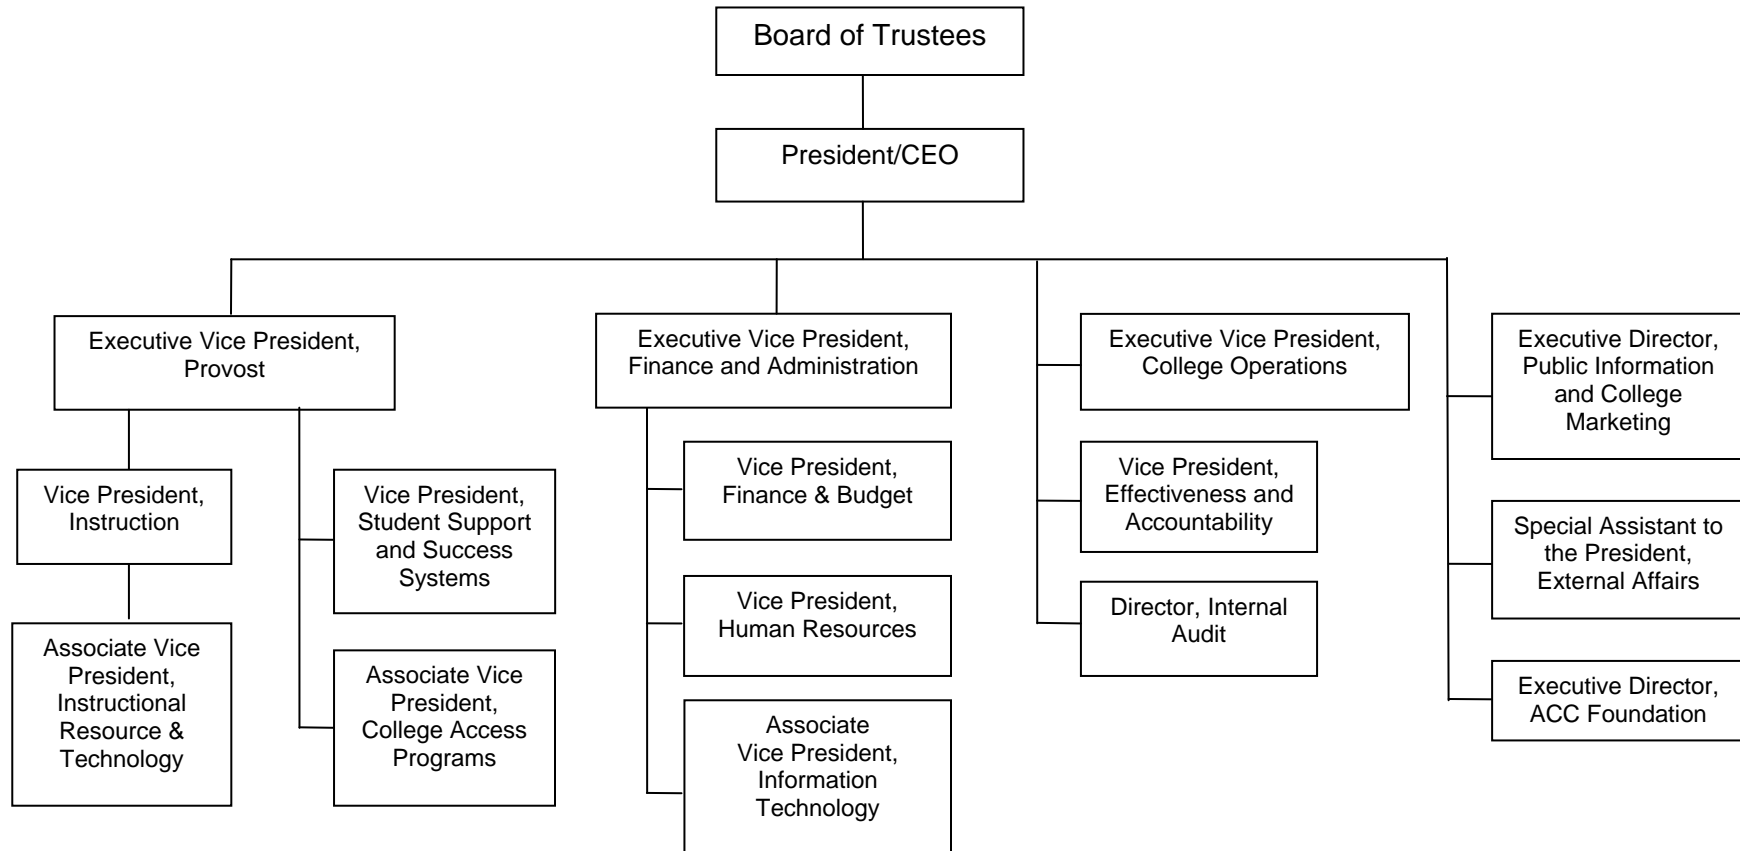 Board of Trustees
President/CEO
Executive Vice President,
Provost
Executive Vice President,
Finance and Administration
Executive Vice President,
College Operations
Executive Director,
Public Information
and College
Marketing
Vice President,
Instruction
Vice President,
Student Support
and Success
Systems
Vice President,
Finance & Budget
Vice President,
Effectiveness and
Accountability
Special Assistant to
the President,
External Affairs
Associate Vice
President,
Instructional
Resource &
Technology
Associate Vice
President,
College Access
Programs
Vice President,
Human Resources
Director, Internal
Audit
Executive Director,
ACC Foundation
Associate
Vice President,
Information
Technology